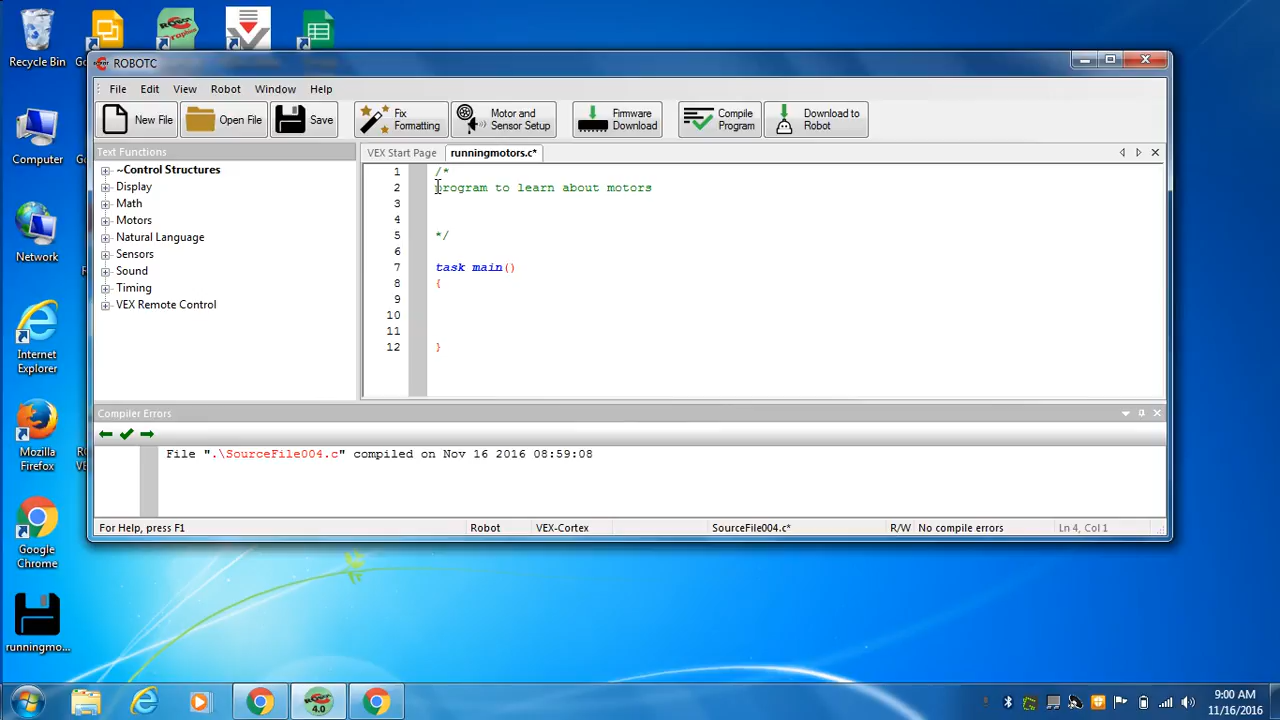 Recycle Bin
Computer
Network
Internet
Explorer
Mozilla
Firefox
Google
Chrome
runningmo...
ROBOTC
File Edit View Robot Window Help
New File
Open File
Save
Fix
Formatting
Motor and
Sensor Setup
Firmware
Download
Compile
Program
Download to
Robot
Text Functions
~Control Structures
Display
Math
Motors
Natural Language
Sensors
Sound
Timing
VEX Remote Control
VEX Start Page
runningmotors.c*
1 /*
2 program to learn about motors
3
4
5 */
6
7 task main()
8 {
9
10
11
12 }
Compiler Errors
File ".\SourceFile004.c" compiled on Nov 16 2016 08:59:08
For Help, press F1
Robot
VEX-Cortex
SourceFile004.c*
R/W
No compile errors
Ln 4, Col 1
4.0
9:00 AM
11/16/2016